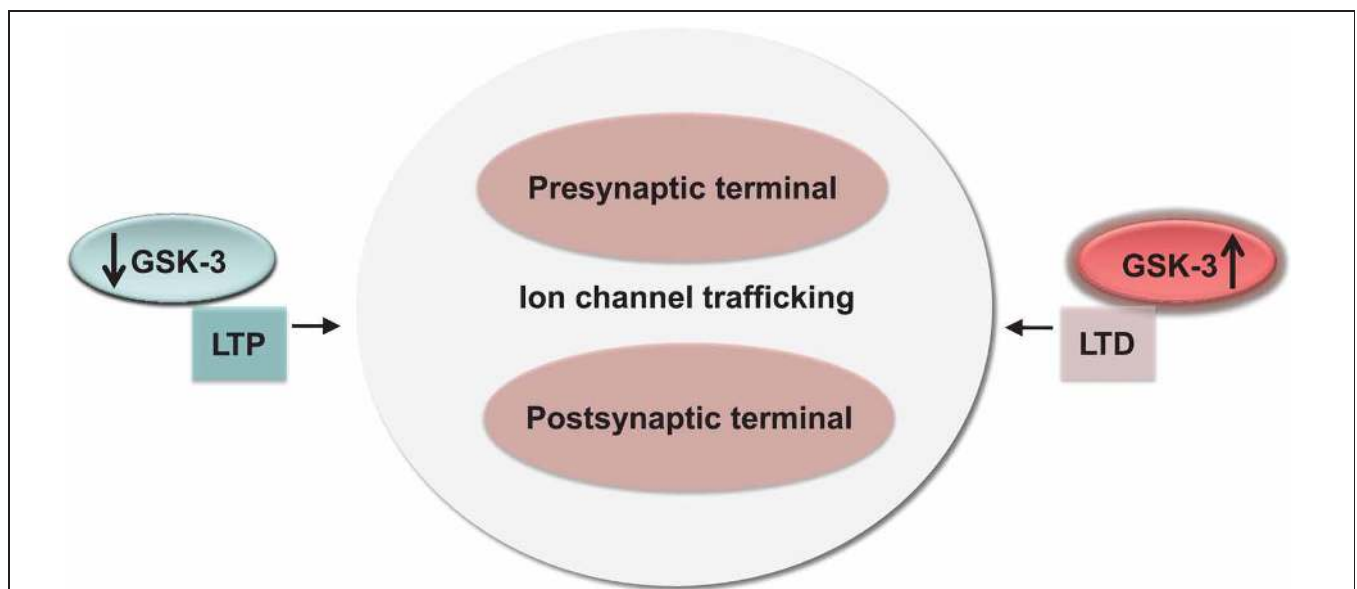 Presynaptic terminal
↓ GSK-3
GSK-3 ↑
Ion channel trafficking
LTP
LTD
Postsynaptic terminal